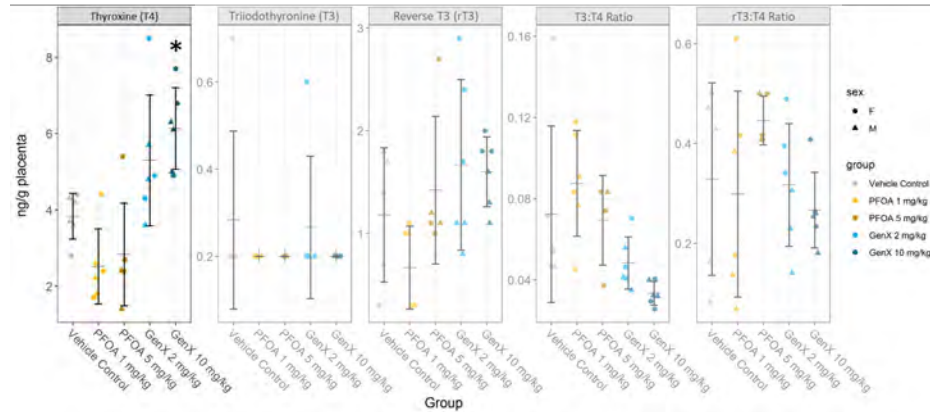 Thyroxine (T4)
Triiodothyronine (T3)
Reverse T3 (rT3)
T3:T4 Ratio
rT3:T4 Ratio
ng/g placenta
8
6
4
2
*
0.6
0.4
0.2
3
2
1
0.16
0.12
0.08
0.04
0.6
0.4
0.2
Vehicle Control
PFOA 1 mg/kg
PFOA 5 mg/kg
GenX 2 mg/kg
GenX 10 mg/kg
Vehicle Control
PFOA 1 mg/kg
PFOA 5 mg/kg
GenX 2 mg/kg
GenX 10 mg/kg
Vehicle Control
PFOA 1 mg/kg
PFOA 5 mg/kg
GenX 2 mg/kg
GenX 10 mg/kg
Vehicle Control
PFOA 1 mg/kg
PFOA 5 mg/kg
GenX 2 mg/kg
GenX 10 mg/kg
Vehicle Control
PFOA 1 mg/kg
PFOA 5 mg/kg
GenX 2 mg/kg
GenX 10 mg/kg
Group
sex
F
M
group
Vehicle Control
PFOA 1 mg/kg
PFOA 5 mg/kg
GenX 2 mg/kg
GenX 10 mg/kg